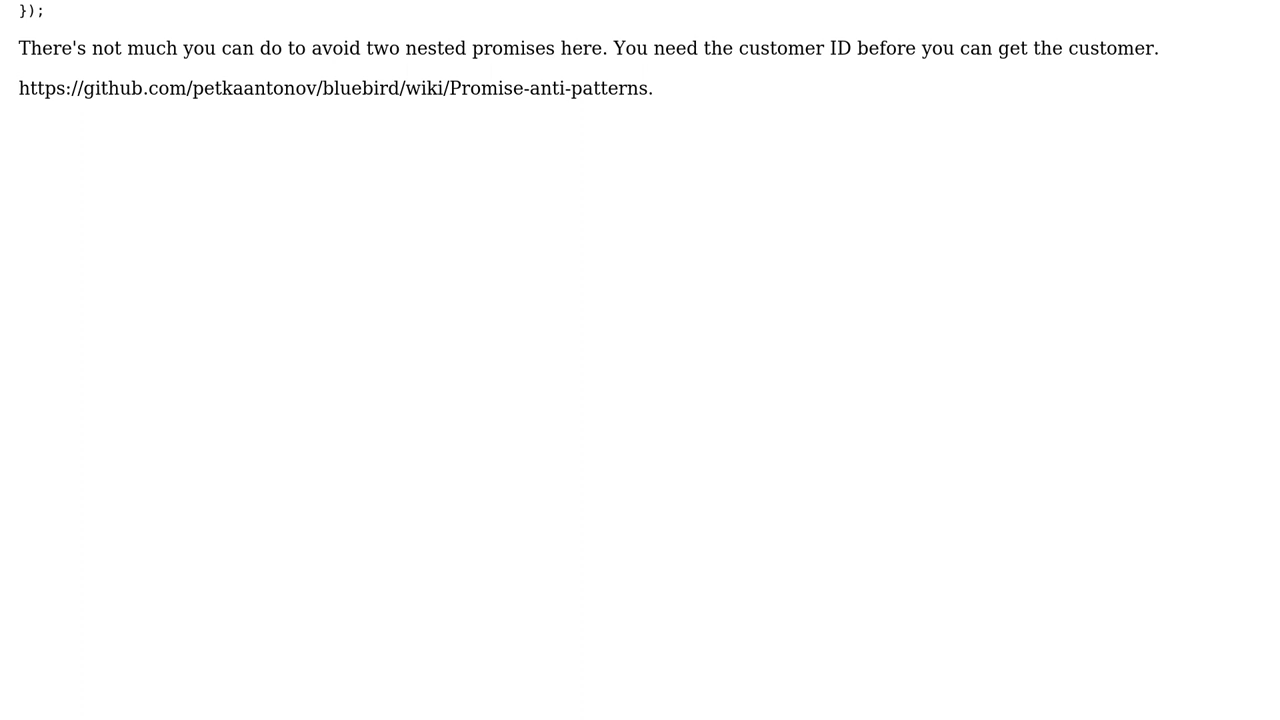 });
There's not much you can do to avoid two nested promises here. You need the customer ID before you can get the customer.
https://github.com/petkaantonov/bluebird/wiki/Promise-anti-patterns.